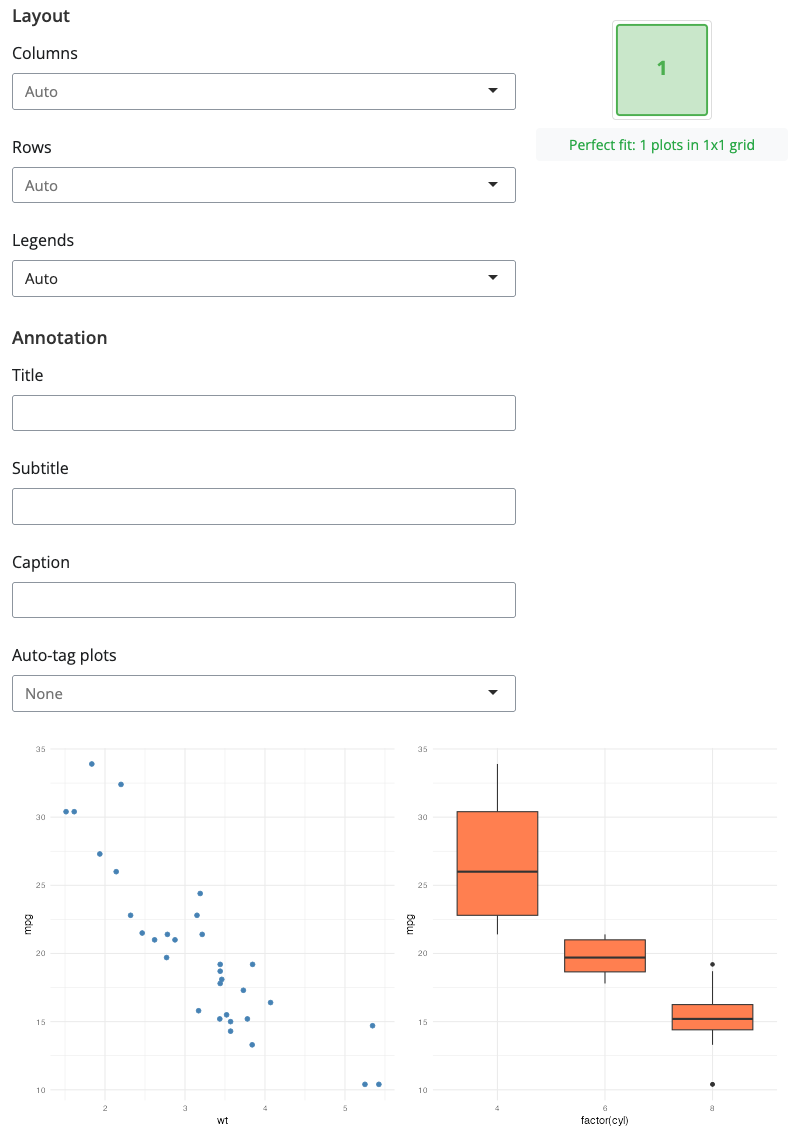 Layout
Columns
Auto
1
Perfect fit: 1 plots in 1x1 grid
Rows
Auto
Legends
Auto
Annotation
Title
Subtitle
Caption
Auto-tag plots
None
35
30
25
20
15
10
mpg
2 3 4 5
wt
35
30
25
20
15
10
mpg
4 6 8
factor(cyl)